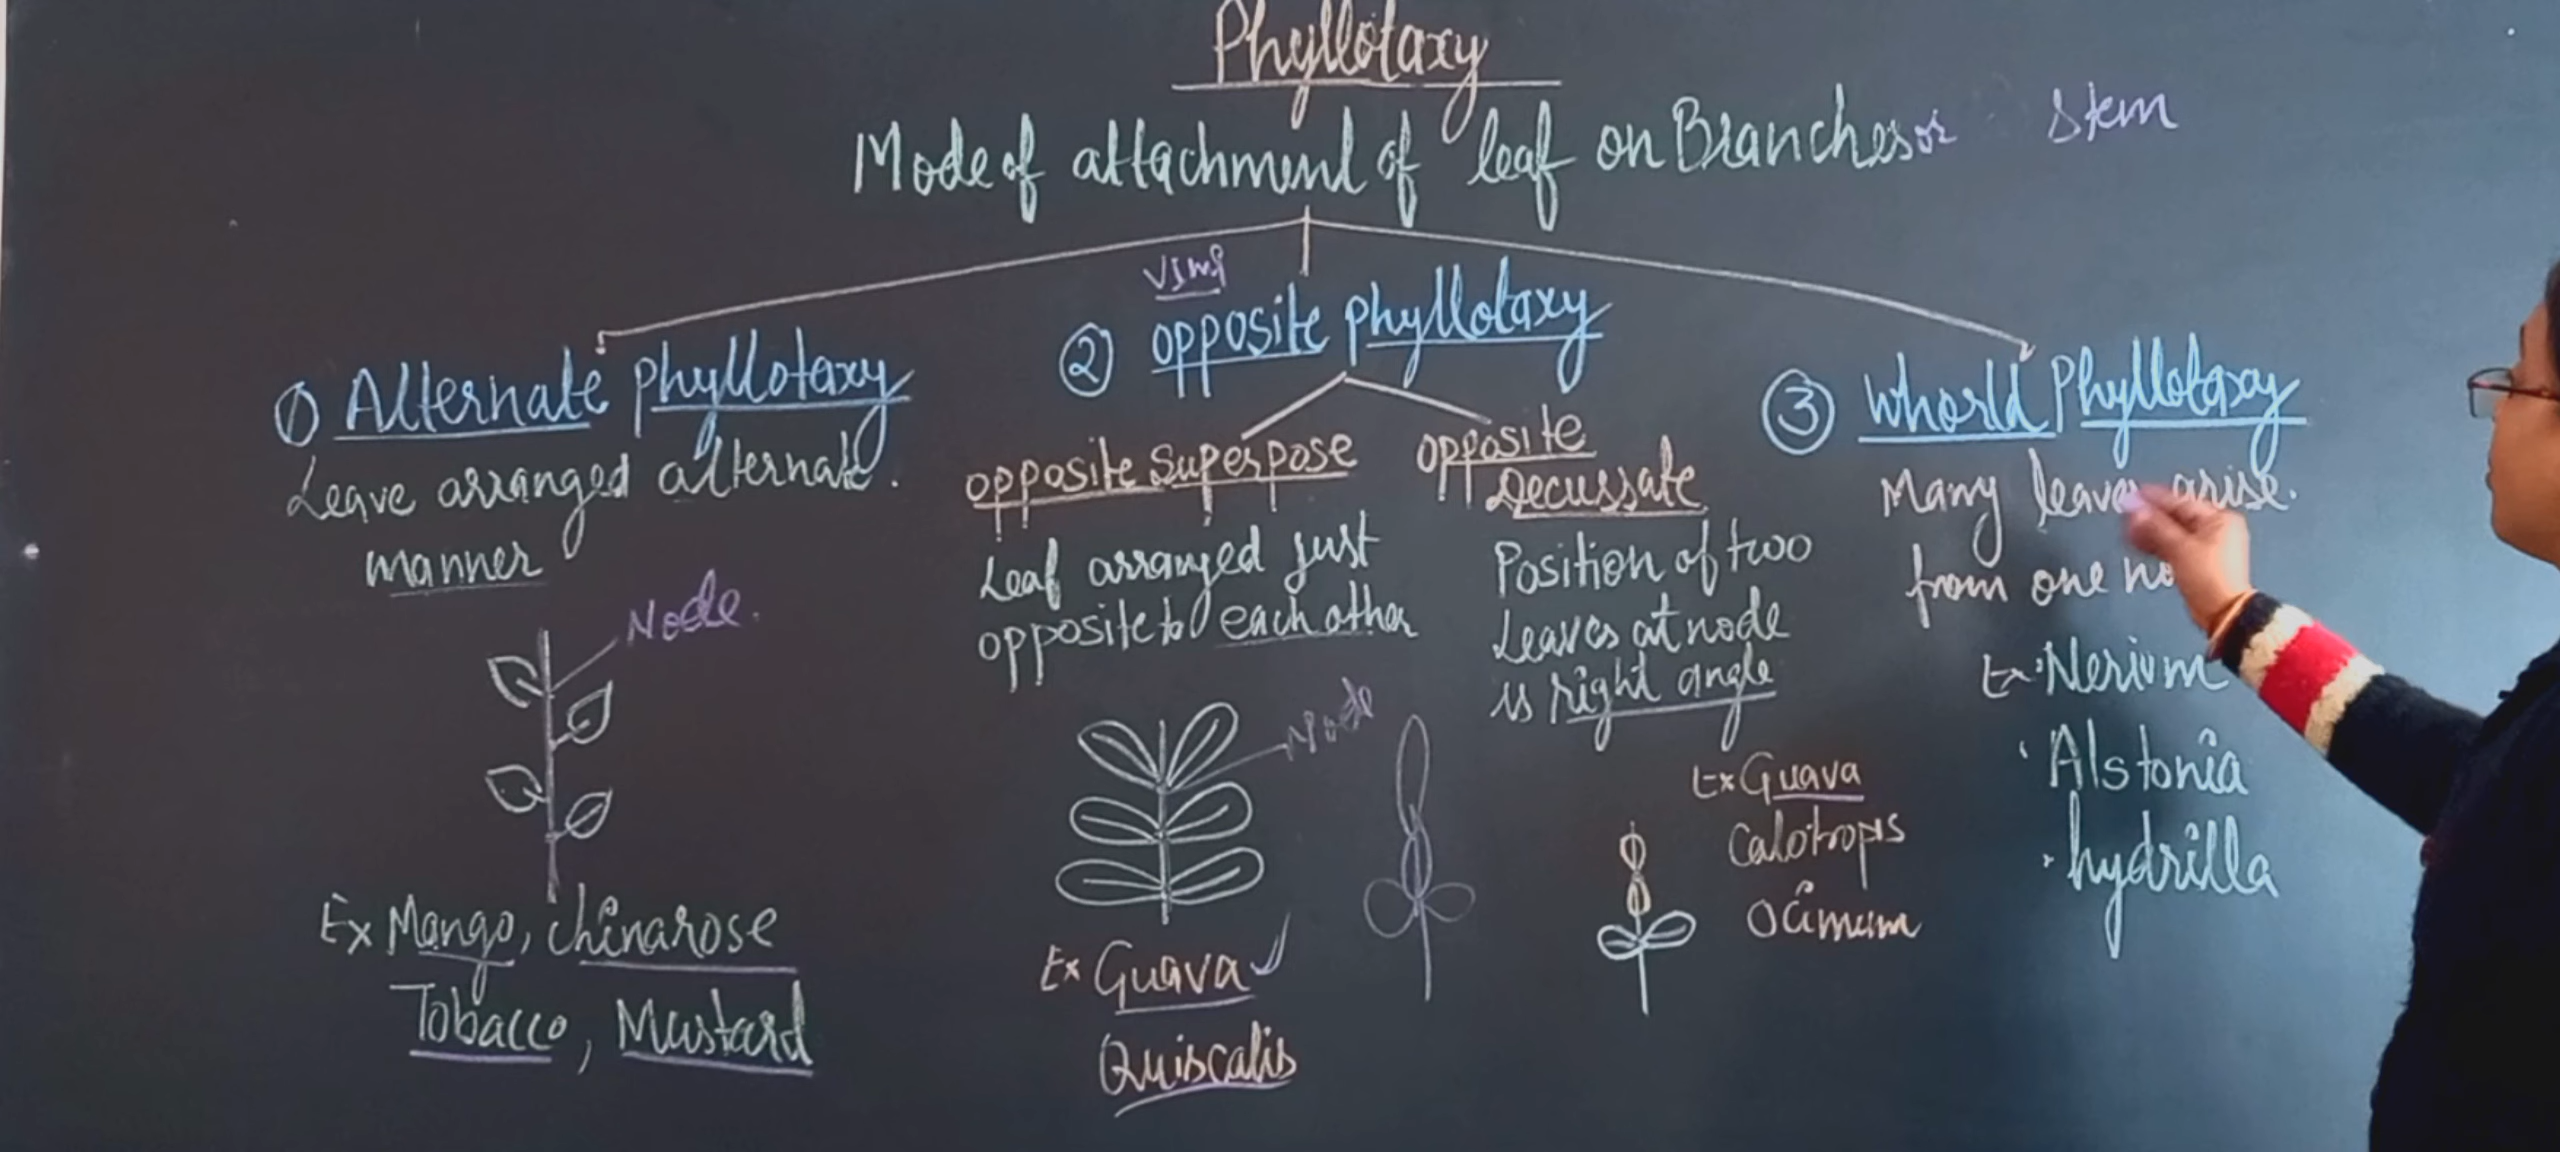 Phyllotaxy
Mode of attachment of leaf on Branches or Stem
① Alternate phyllotaxy
Leave arranged alternate.
manner
Node.
Ex Mango, chinarose
Tobacco, Mustard
VImp
② opposite phyllotaxy
opposite superpose
Leaf arranged just
opposite to each other
Node
Ex Guava
Quiscalis
opposite
Decussate
Position of two
Leaves at node
is right angle
Ex Guava
Calotropis
Ocimum
③ Whorld Phyllotaxy
Many leaves arise.
from one
Ex. Nerium
Alstonia
hydrilla